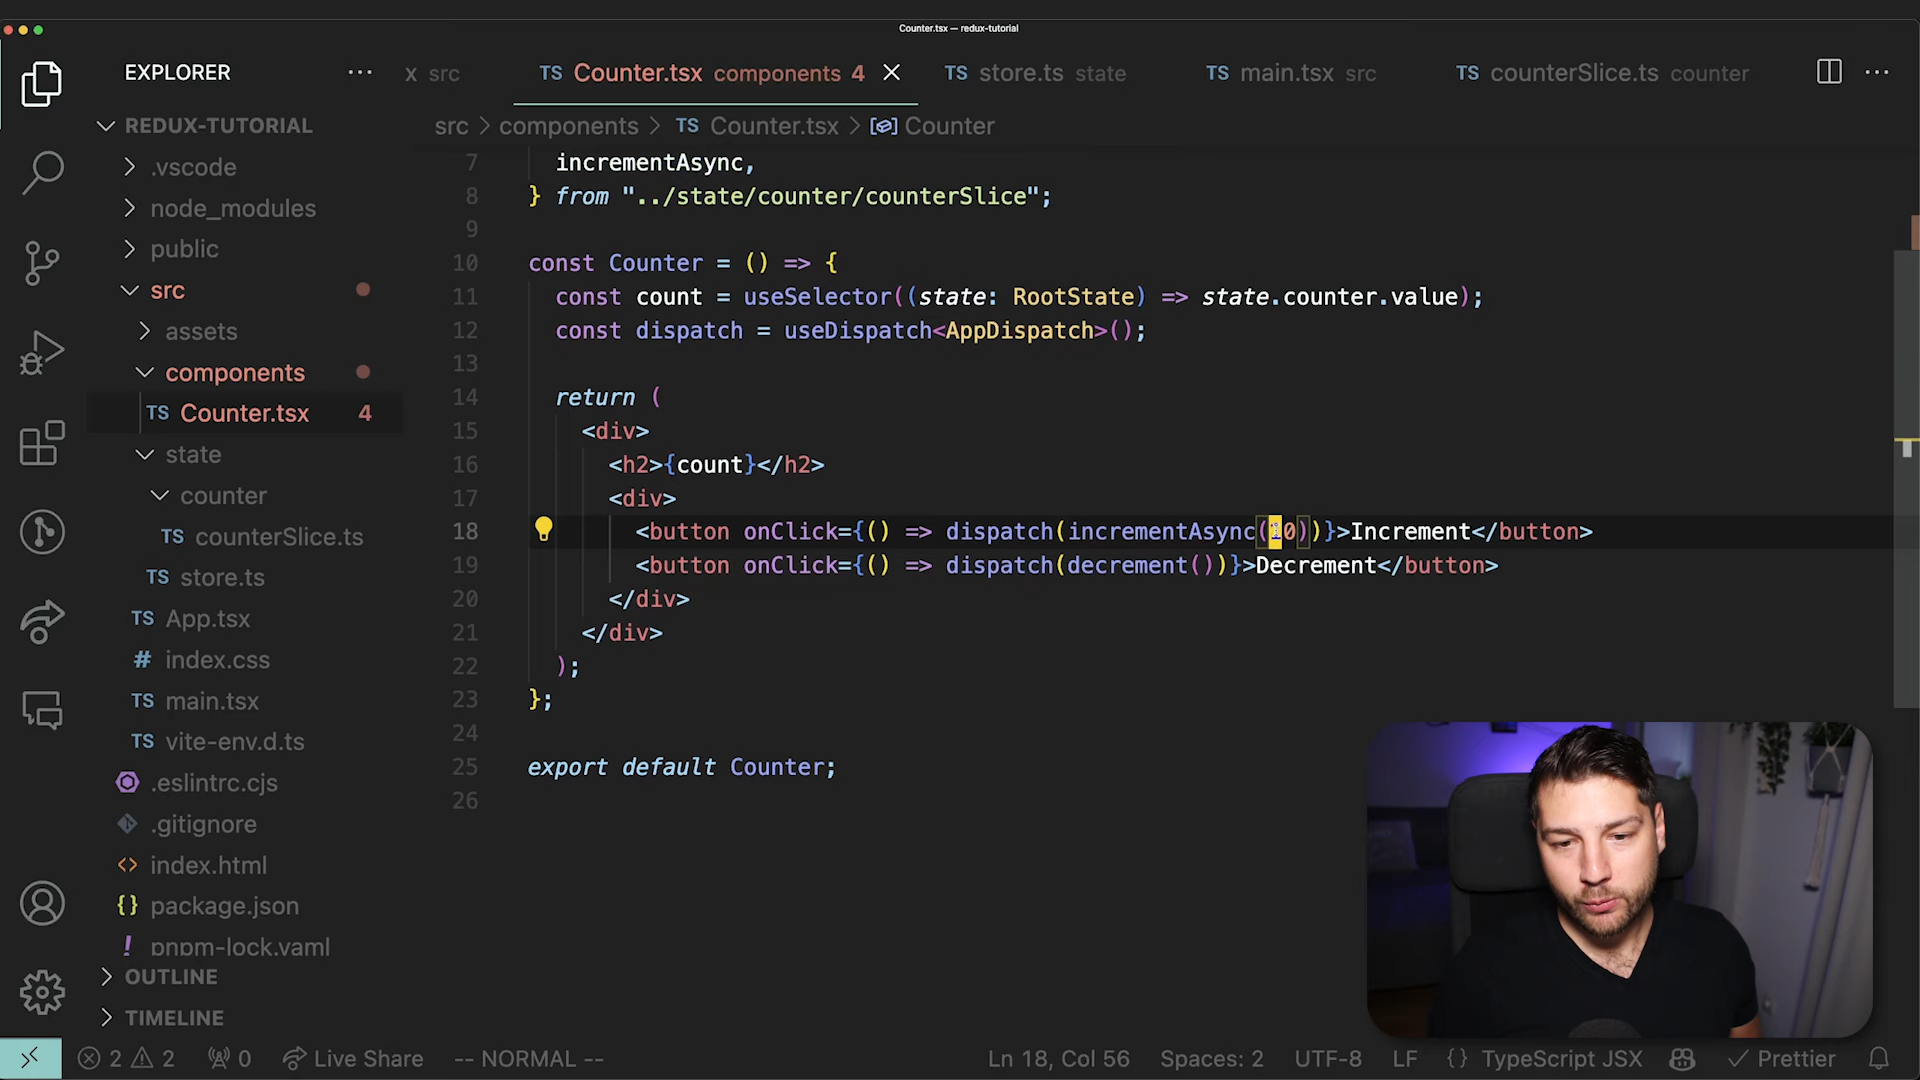 Counter.tsx — redux-tutorial
EXPLORER
x src
TS Counter.tsx components 4
TS store.ts state
TS main.tsx src
TS counterSlice.ts counter
REDUX-TUTORIAL
.vscode
node_modules
public
src
assets
components
TS Counter.tsx 4
state
counter
TS counterSlice.ts
TS store.ts
TS App.tsx
# index.css
TS main.tsx
TS vite-env.d.ts
.eslintrc.cjs
.gitignore
<> index.html
{} package.json
! pnpm-lock.yaml
OUTLINE
TIMELINE
src > components > TS Counter.tsx > Counter
7 incrementAsync,
8 } from "../state/counter/counterSlice";
9
10 const Counter = () => {
11 const count = useSelector((state: RootState) => state.counter.value);
12 const dispatch = useDispatch<AppDispatch>();
13
14 return (
15 <div>
16 <h2>{count}</h2>
17 <div>
18 <button onClick={() => dispatch(incrementAsync(10))}>Increment</button>
19 <button onClick={() => dispatch(decrement())}>Decrement</button>
20 </div>
21 </div>
22 );
23 };
24
25 export default Counter;
26
2 2 0 Live Share -- NORMAL -- Ln 18, Col 56 Spaces: 2 UTF-8 LF {} TypeScript JSX Prettier